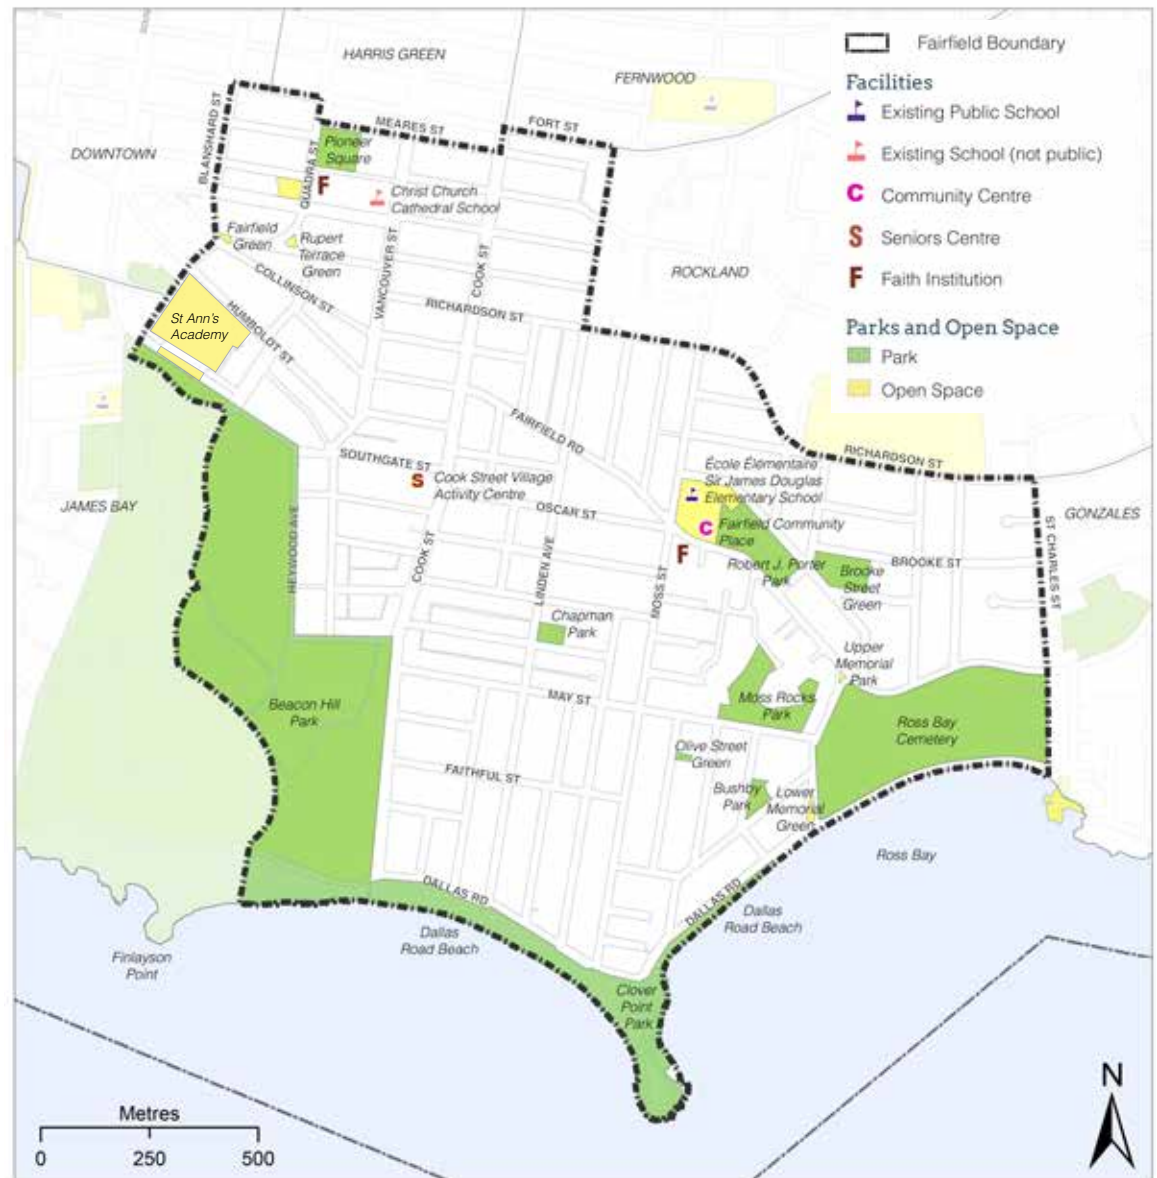 HARRIS GREEN
FERNWOOD
Fairfield Boundary
Facilities
Existing Public School
Existing School (not public)
C Community Centre
S Seniors Centre
F Faith Institution
Parks and Open Space
Park
Open Space
BLANSHARD ST
MEARES ST
FORT ST
DOWNTOWN
Pioneer
Square
QUADRA ST
F
Christ Church
Cathedral School
Fairfield
Green
Rupert
Terrace
Green
VANCOUVER ST
COOK ST
ROCKLAND
COLLINSON ST
RICHARDSON ST
St Ann's
Academy
HUMBOLDT ST
FAIRFIELD RD
SOUTHGATE ST
RICHARDSON ST
S
Cook Street Village
Activity Centre
École Élémentaire
Sir James Douglas
Elementary School
JAMES BAY
OSCAR ST
GONZALES
C
Fairfield Community
Place
HEYWOOD AVE
COOK ST
LINDEN AVE
MOSS ST
F
Robert J. Porter
Park
Brooke
Street
Green
BROOKE ST
ST CHARLES ST
Chapman
Park
Upper
Memorial
Park
Beacon Hill
Park
MAY ST
Moss Rocks
Park
Ross Bay
Cemetery
Olive Street
Green
FAITHFUL ST
Bushby
Park
Lower
Memorial
Green
Ross Bay
DALLAS RD
DALLAS RD
Dallas
Road Beach
Dallas
Road Beach
Finlayson
Point
Clover
Point
Park
N
Metres
0 250 500